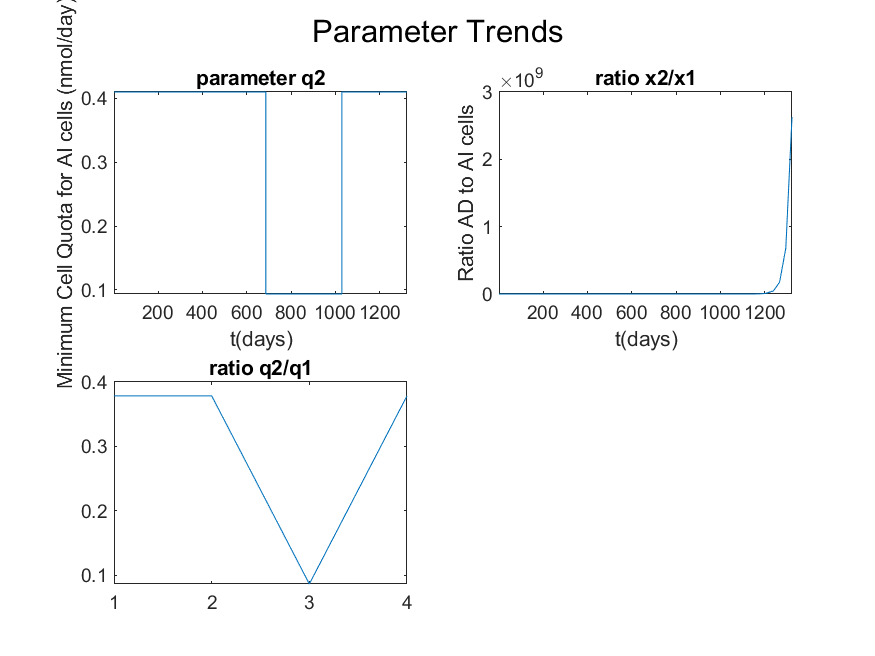 Parameter Trends
parameter q2
Minimum Cell Quota for AI cells (nmol/day)
0.4
0.3
0.2
0.1
200 400 600 800 1000 1200
t(days)
ratio x2/x1
×10^9
Ratio AD to AI cells
3
2
1
0
200 400 600 800 1000 1200
t(days)
ratio q2/q1
0.4
0.3
0.2
0.1
1 2 3 4